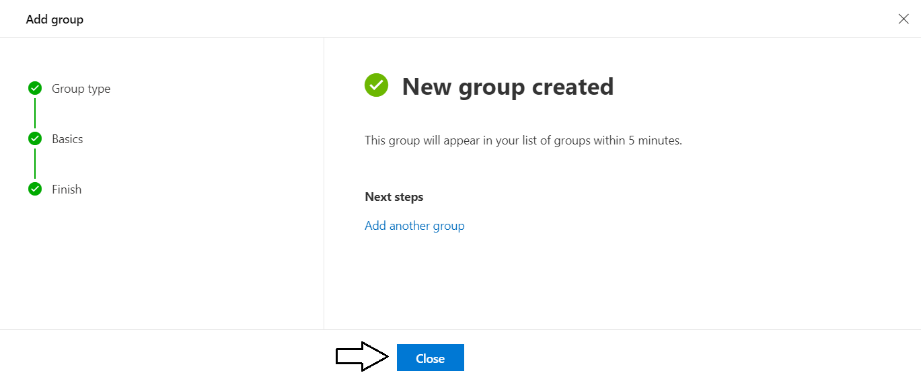 Add group
Group type
Basics
Finish
New group created
This group will appear in your list of groups within 5 minutes.
Next steps
Add another group
Close